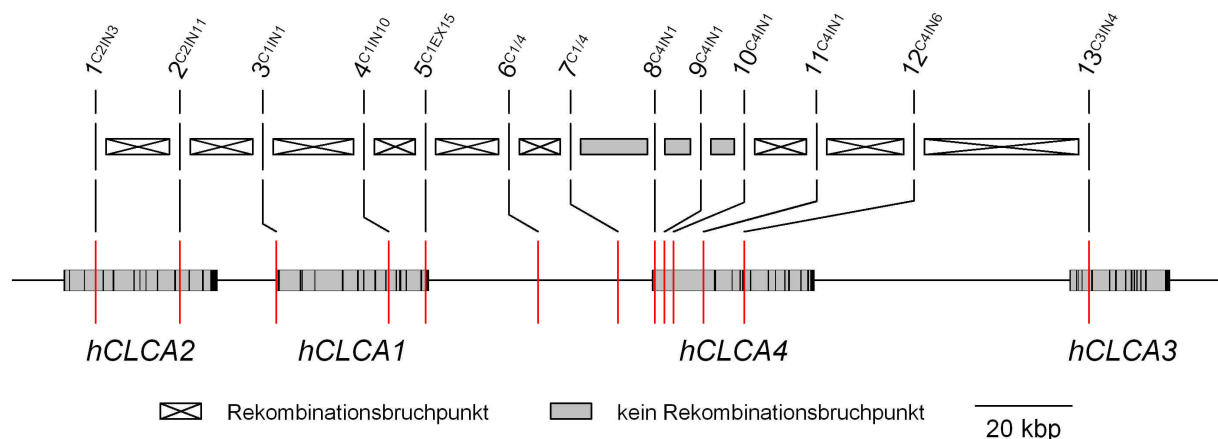 1C2IN3 2C2IN11 3C1IN1 4C1IN10 5C1EX15 6C1/4 7C1/4 8C4IN1 9C4IN1 10C4IN1 11C4IN1 12C4IN6 13C3IN4
hCLCA2 hCLCA1 hCLCA4 hCLCA3
Rekombinationsbruchpunkt kein Rekombinationsbruchpunkt 20 kbp